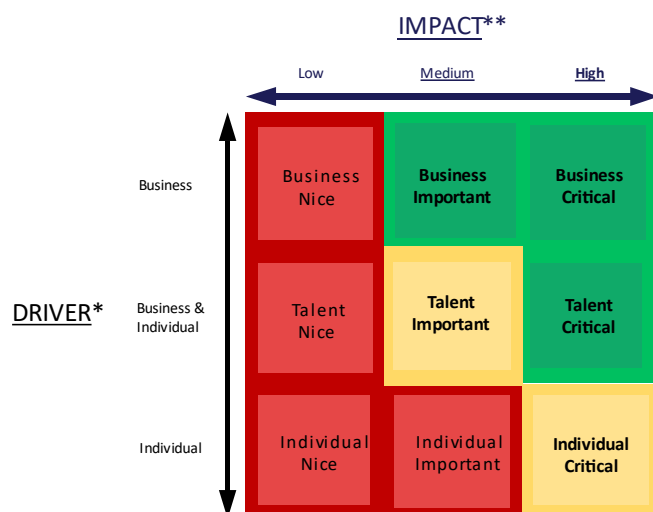 IMPACT**
Low Medium High
Business
Business
Nice
Business
Important
Business
Critical
DRIVER*
Business &
Individual
Talent
Nice
Talent
Important
Talent
Critical
Individual
Individual
Nice
Individual
Important
Individual
Critical